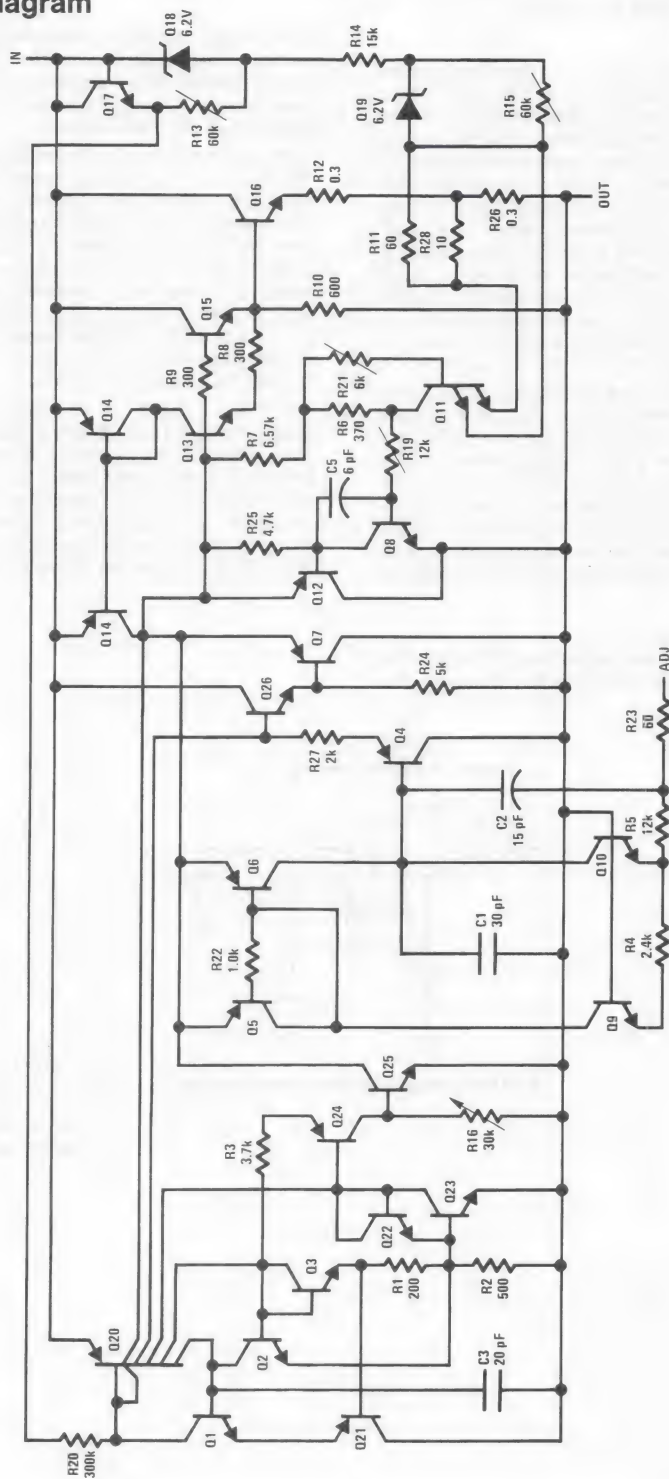 diagram
IN
Q18
6.2V
Q17
R13
60k
R14
15k
Q19
6.2V
R15
60k
Q16
R12
0.3
R11
60
R28
10
R26
0.3
OUT
Q15
R9
300
R8
300
R10
600
Q14
Q13
R7
6.57k
R21
6k
R6
370
Q11
R19
12k
C5
6 pF
R25
4.7k
Q8
Q12
Q14
Q7
Q26
R24
5k
R27
2k
Q4
C2
15 pF
ADJ
R23
60
R5
12k
Q10
Q6
C1
30 pF
R22
1.0k
R4
2.4k
Q5
Q9
Q25
Q24
R16
30k
R3
3.7k
Q23
Q22
Q3
R1
200
R2
500
Q20
Q2
C3
20 pF
Q1
Q21
R20
300k